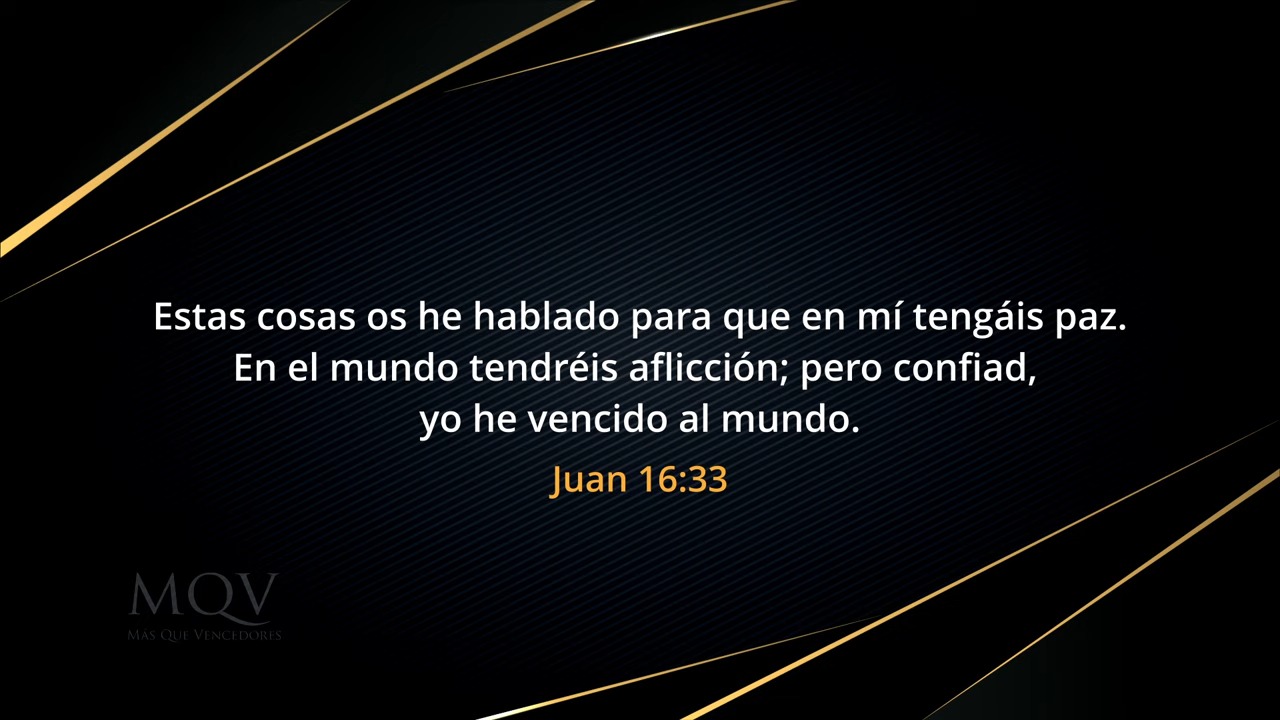 Estas cosas os he hablado para que en mí tengáis paz.
En el mundo tendréis aflicción; pero confiad,
yo he vencido al mundo.
Juan 16:33
MQV
Más Que Vencedores